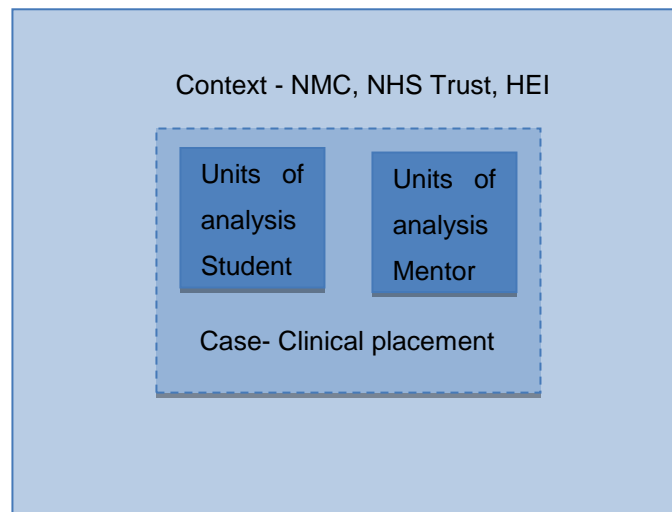 Context - NMC, NHS Trust, HEI
Units of
analysis
Student
Units of
analysis
Mentor
Case- Clinical placement